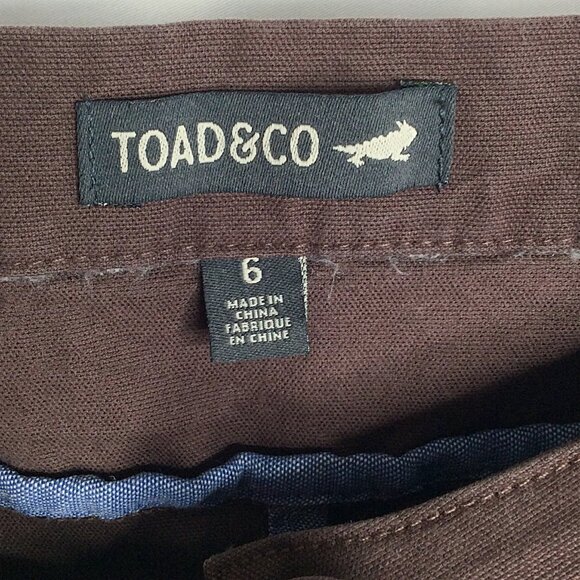 TOAD&CO
6
MADE IN
CHINA
FABRIQUE
EN CHINE